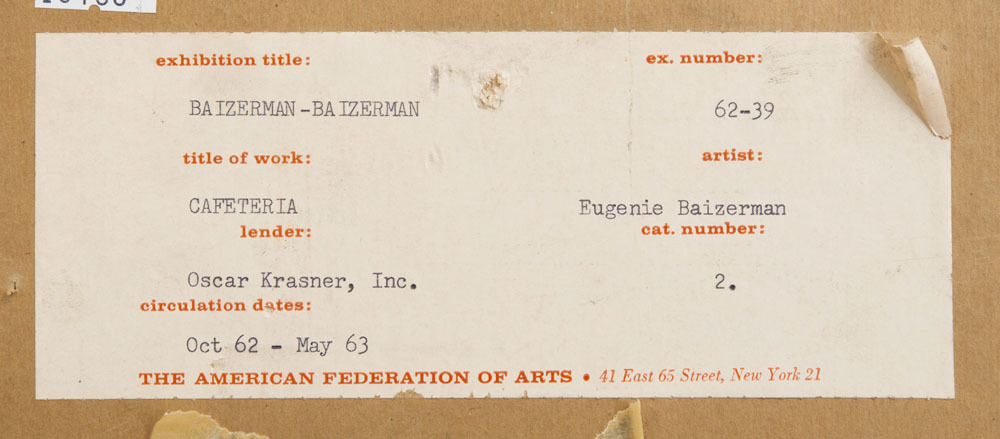 exhibition title: ex. number:
BAIZERMAN-BAIZERMAN 62-39
title of work: artist:
CAFETERIA Eugenie Baizerman
lender: cat. number:
Oscar Krasner, Inc. 2.
circulation dates:
Oct 62 - May 63
THE AMERICAN FEDERATION OF ARTS • 41 East 65 Street, New York 21